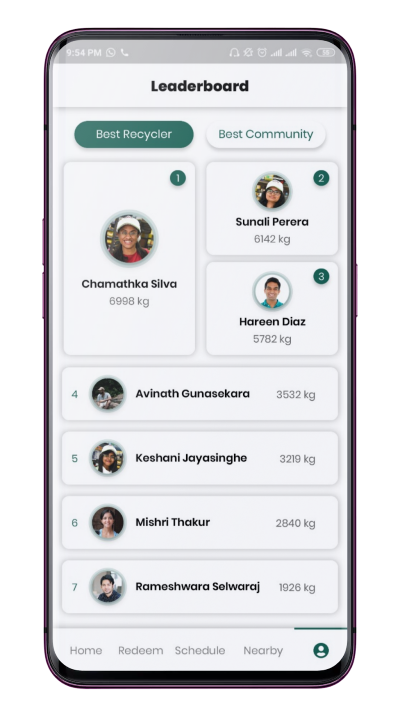 9:54 PM
Leaderboard
Best Recycler
Best Community
1
Chamathka Silva
6998 kg
2
Sunali Perera
6142 kg
3
Hareen Diaz
5782 kg
4 Avinath Gunasekara 3532 kg
5 Keshani Jayasinghe 3219 kg
6 Mishri Thakur 2840 kg
7 Rameshwara Selwaraj 1926 kg
Home Redeem Schedule Nearby